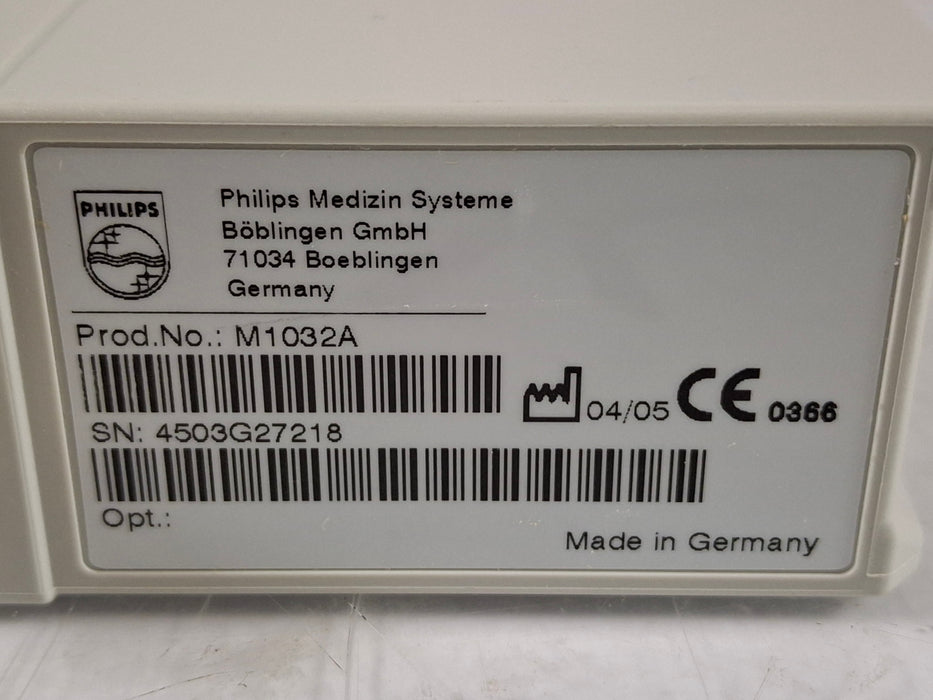 PHILIPS
Philips Medizin Systeme
Böblingen GmbH
71034 Boeblingen
Germany
Prod.No.: M1032A
04/05 CE 0366
SN: 4503G27218
Opt.:
Made in Germany